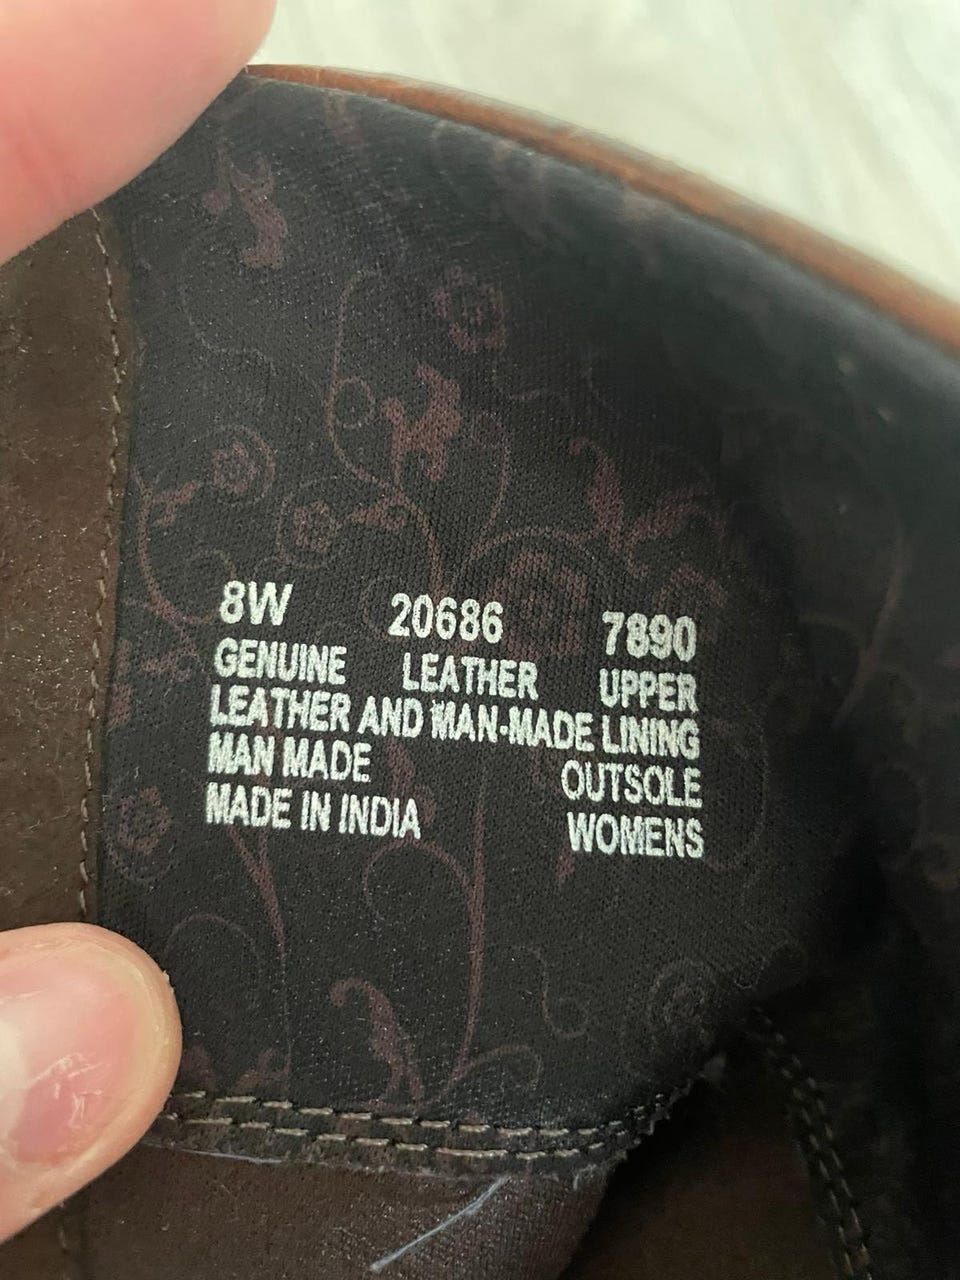 8W 20686 7890
GENUINE LEATHER UPPER
LEATHER AND MAN-MADE LINING
MAN MADE OUTSOLE
MADE IN INDIA WOMENS